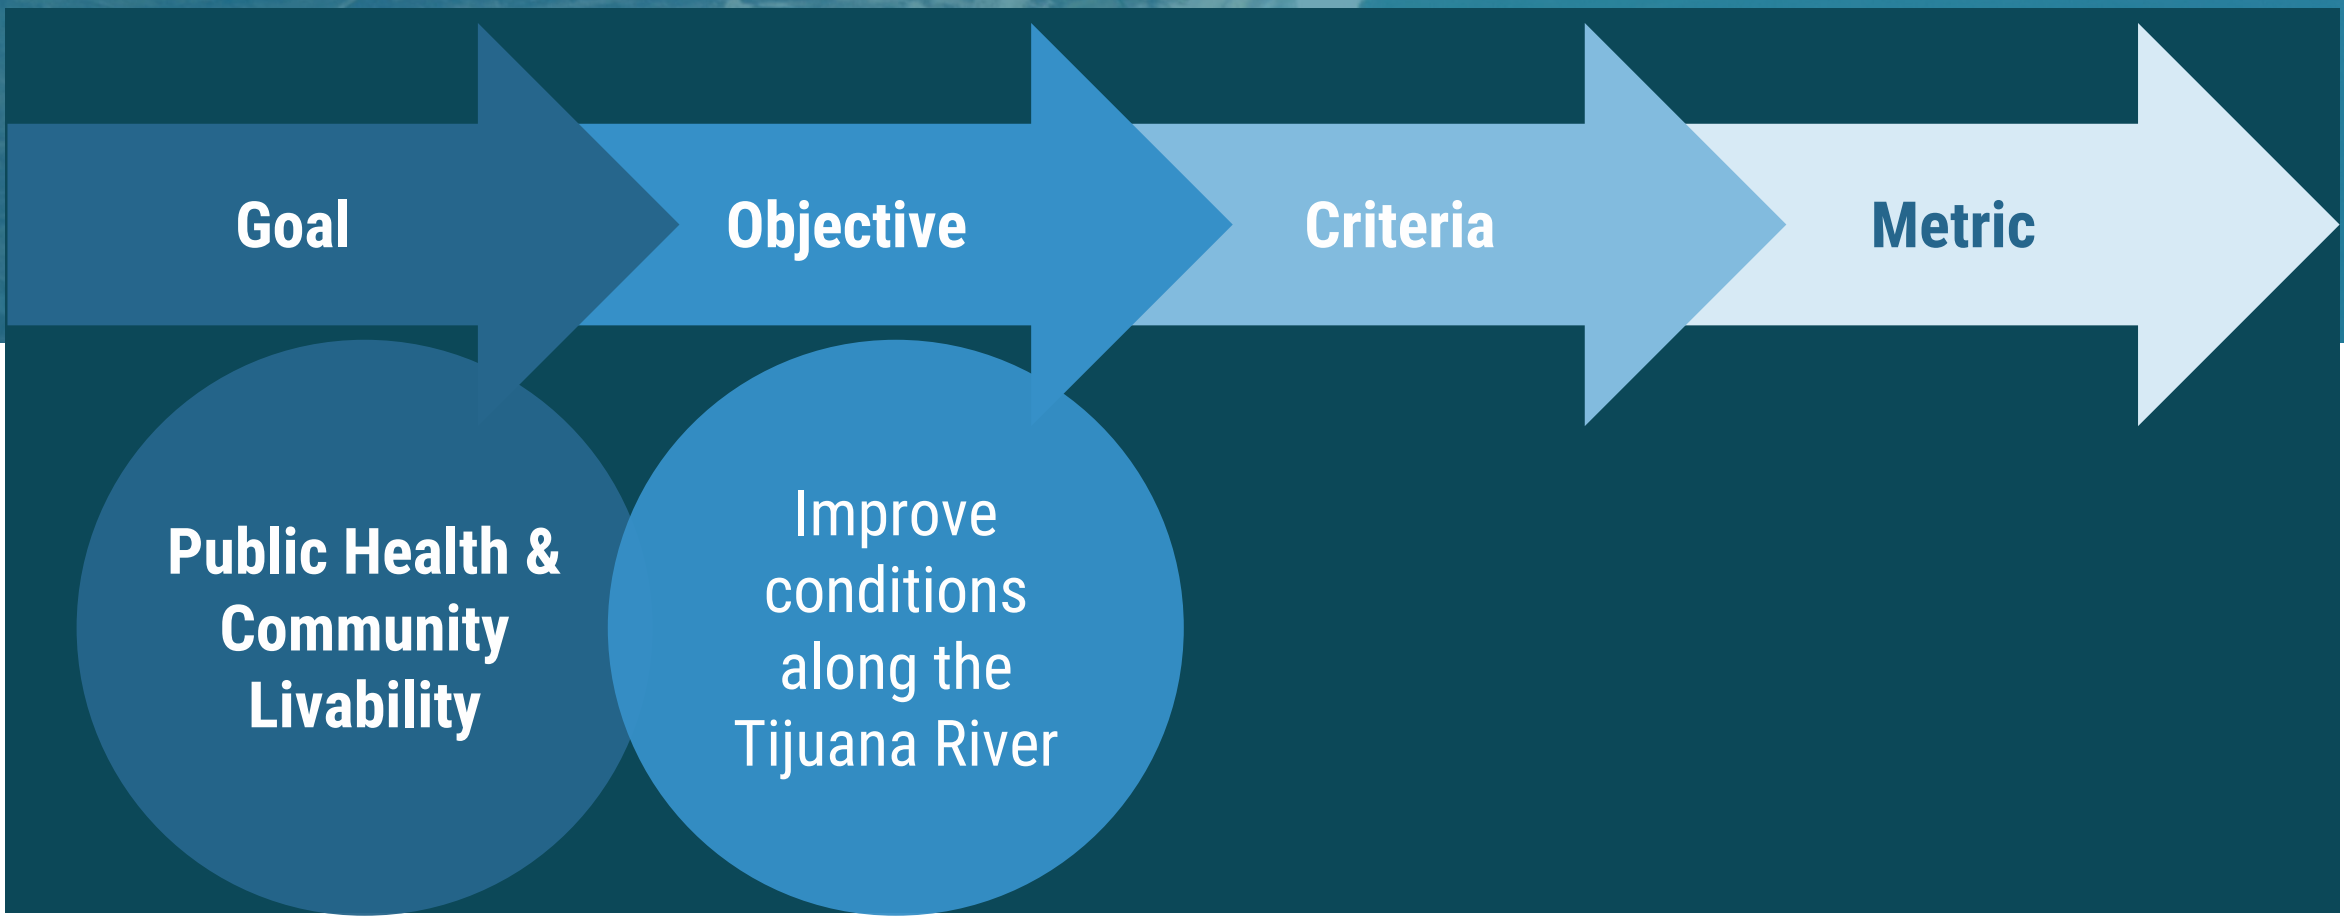 Goal
Objective
Criteria
Metric
Public Health &
Community
Livability
Improve
conditions
along the
Tijuana River